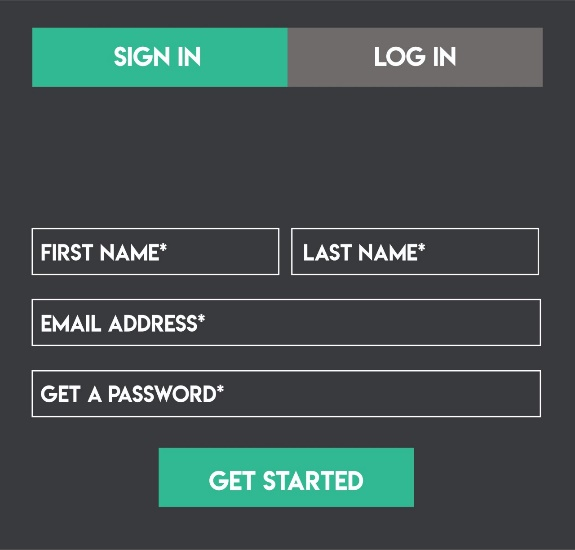 SIGN IN LOG IN
FIRST NAME* LAST NAME*
EMAIL ADDRESS*
GET A PASSWORD*
GET STARTED